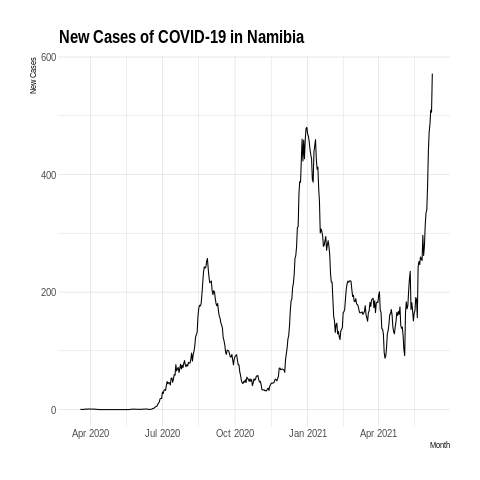 New Cases of COVID-19 in Namibia
New Cases
600
400
200
0
Apr 2020 Jul 2020 Oct 2020 Jan 2021 Apr 2021
Month